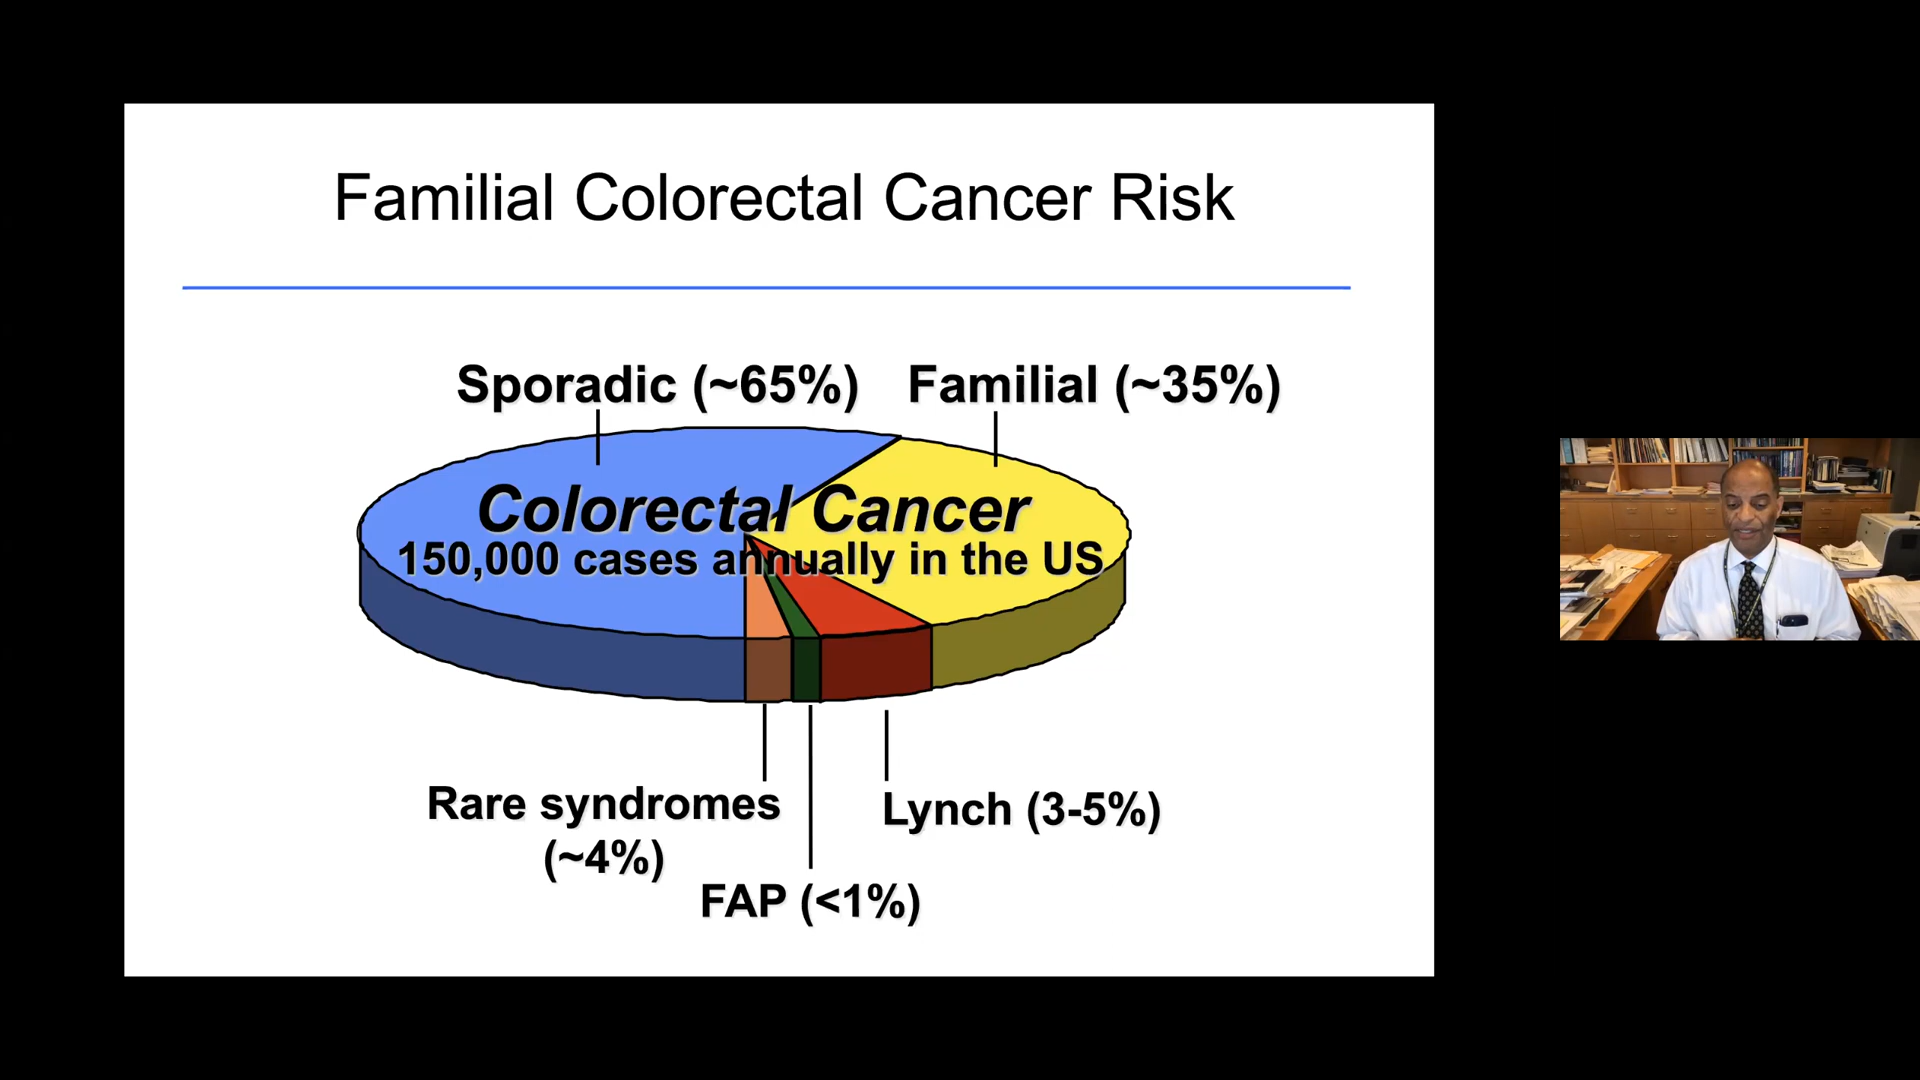 Familial Colorectal Cancer Risk
Sporadic (~65%)
Familial (~35%)
Colorectal Cancer
150,000 cases annually in the US
Rare syndromes
(~4%)
Lynch (3-5%)
FAP (<1%)